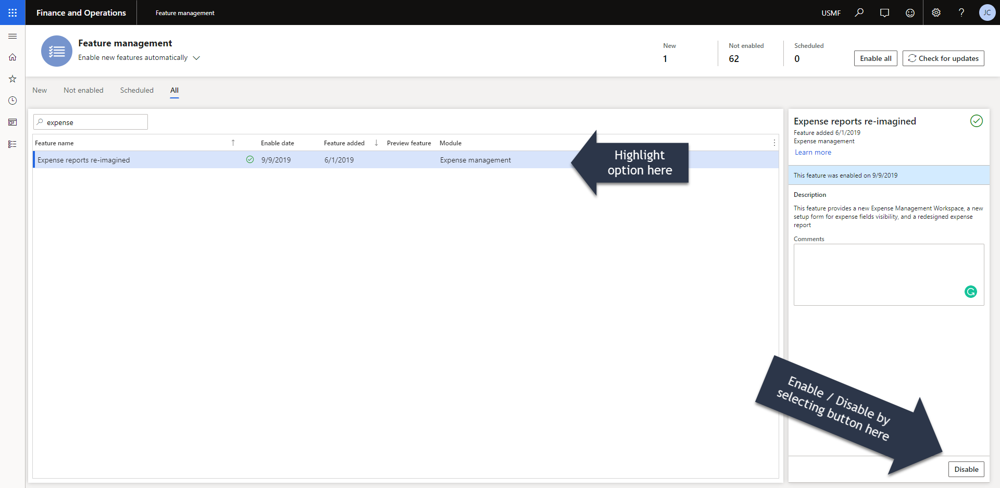 Finance and Operations
Feature management
USMF
?
JC
Feature management
Enable new features automatically
New
1
Not enabled
62
Scheduled
0
Enable all
Check for updates
New
Not enabled
Scheduled
All
expense
Feature name
Enable date
Feature added
Preview feature
Module
Expense reports re-imagined
9/9/2019
6/1/2019
Expense management
Highlight
option here
Expense reports re-imagined
Feature added 6/1/2019
Expense management
Learn more
This feature was enabled on 9/9/2019
Description
This feature provides a new Expense Management Workspace, a new
setup form for expense fields visibility, and a redesigned expense
report
Comments
Enable / Disable by
selecting button here
Disable